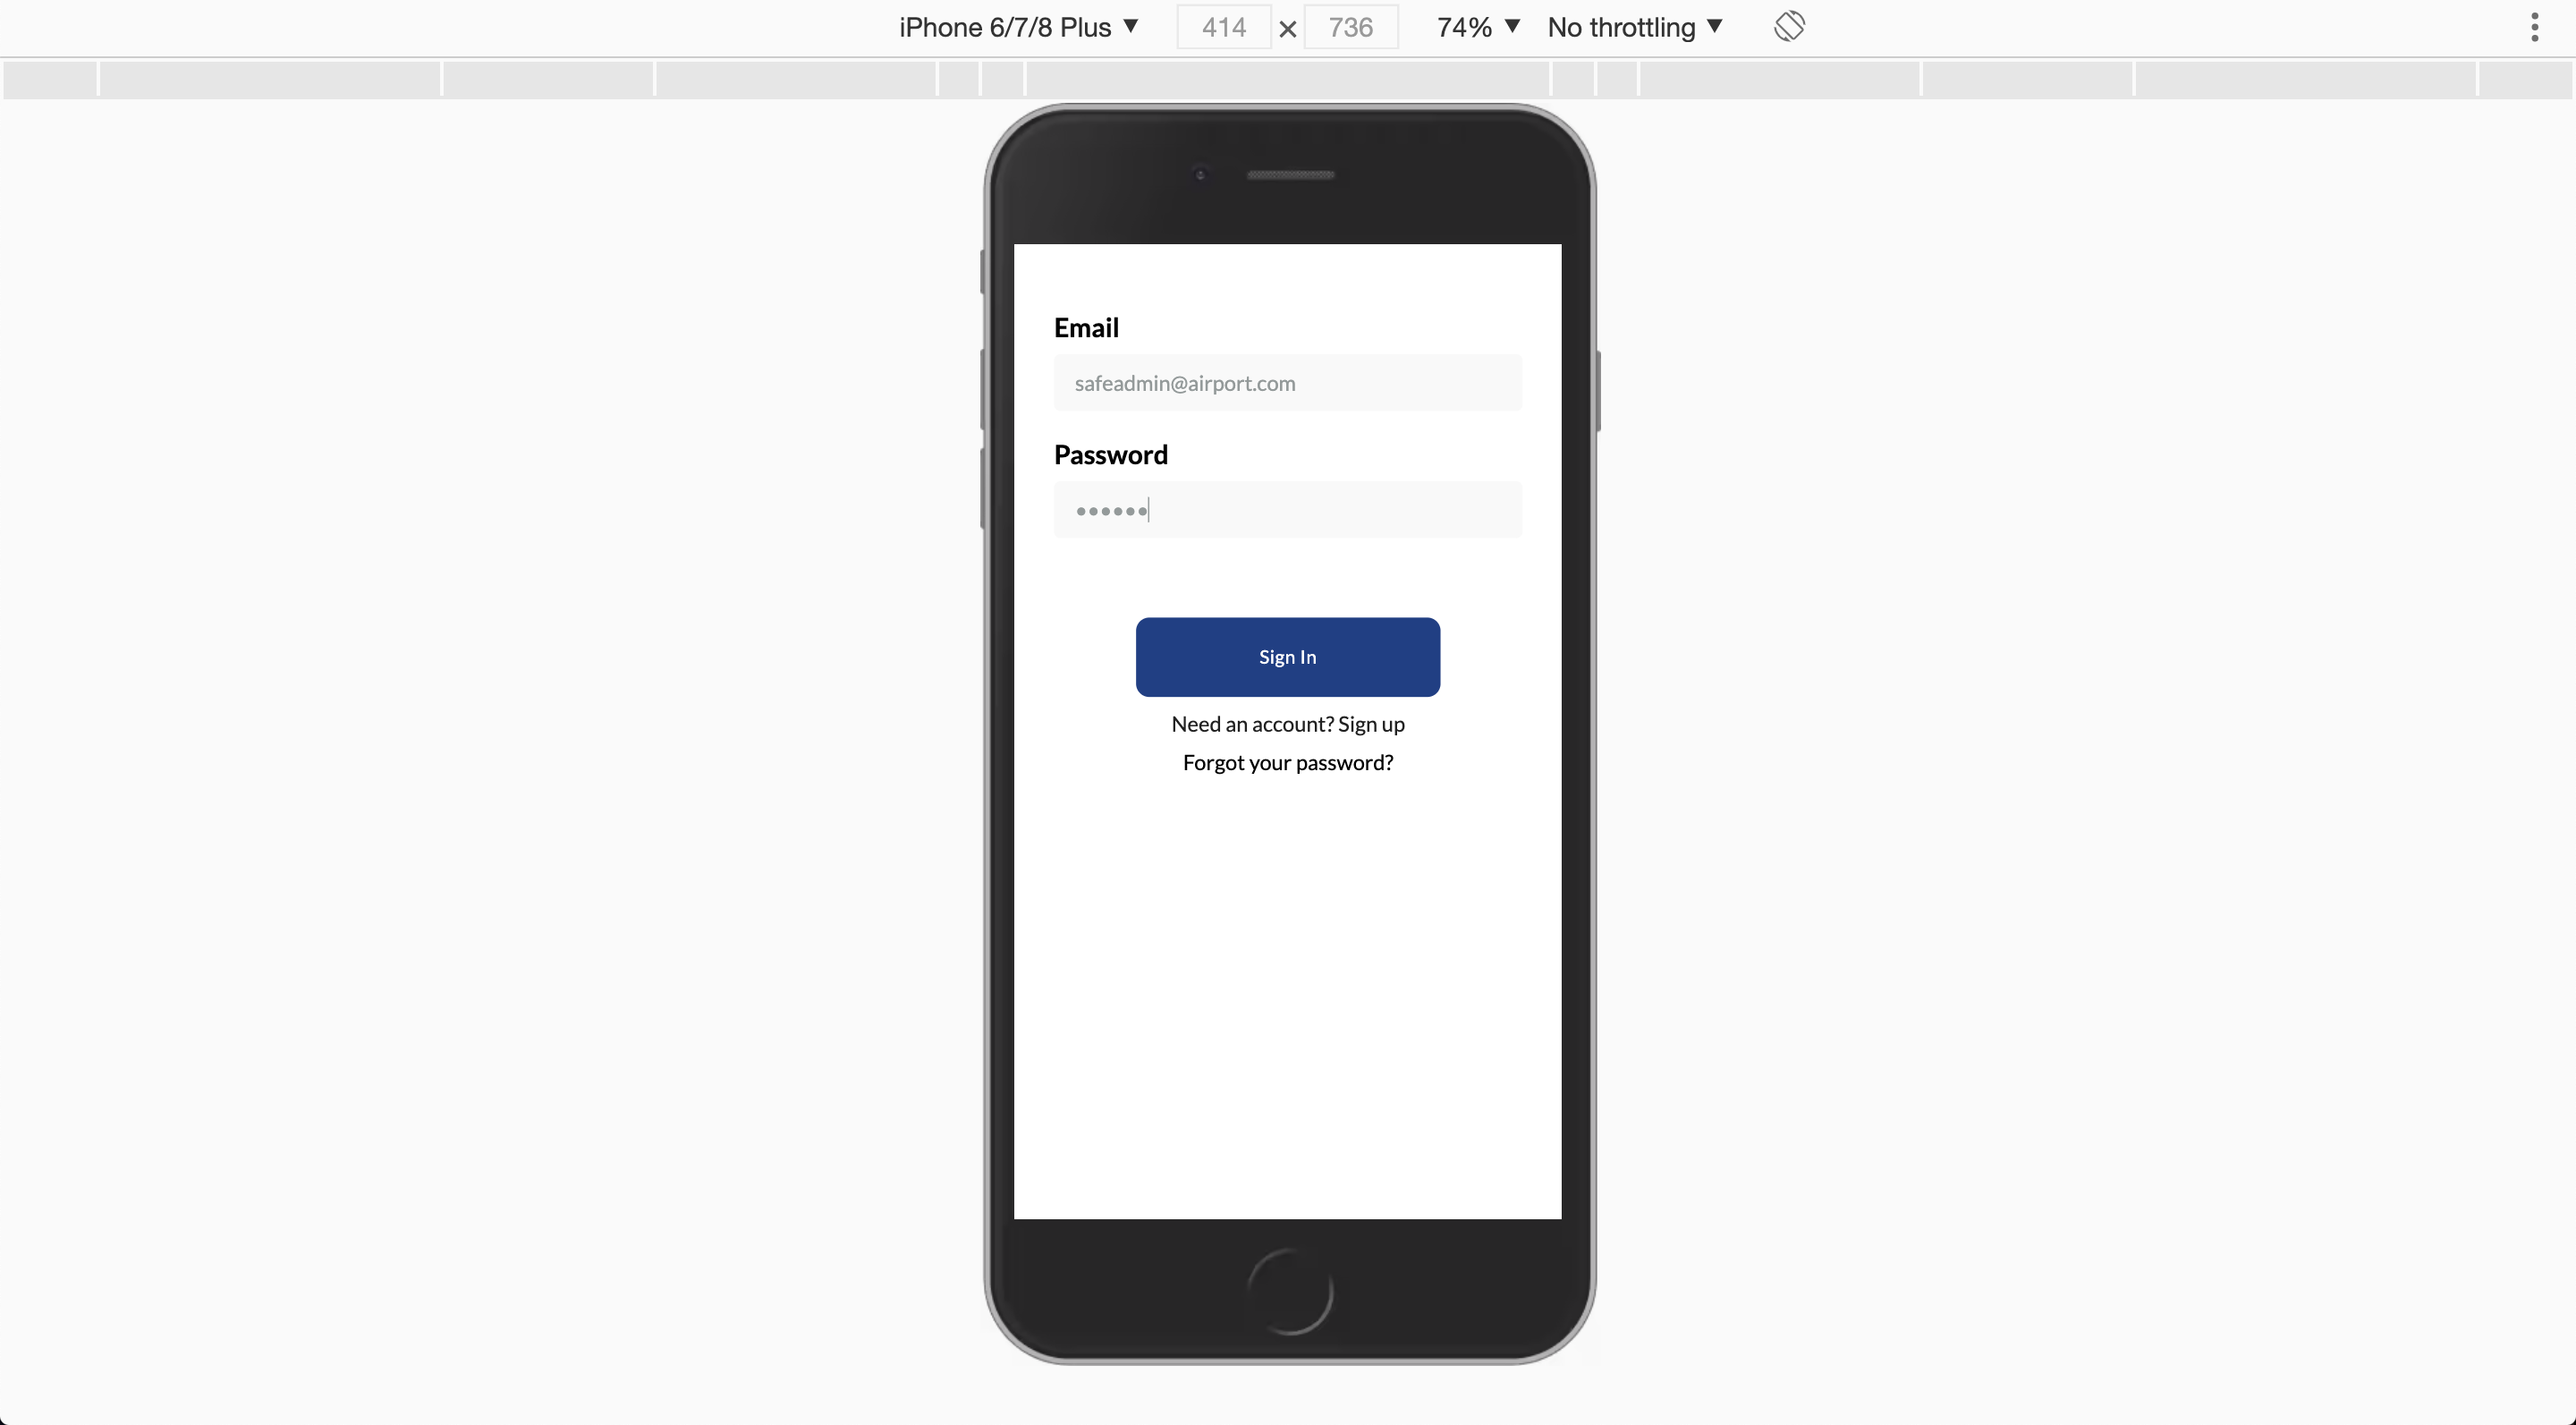 iPhone 6/7/8 Plus ▼ 414 × 736 74% ▼ No throttling ▼
Email
safeadmin@airport.com
Password
••••••
Sign In
Need an account? Sign up
Forgot your password?